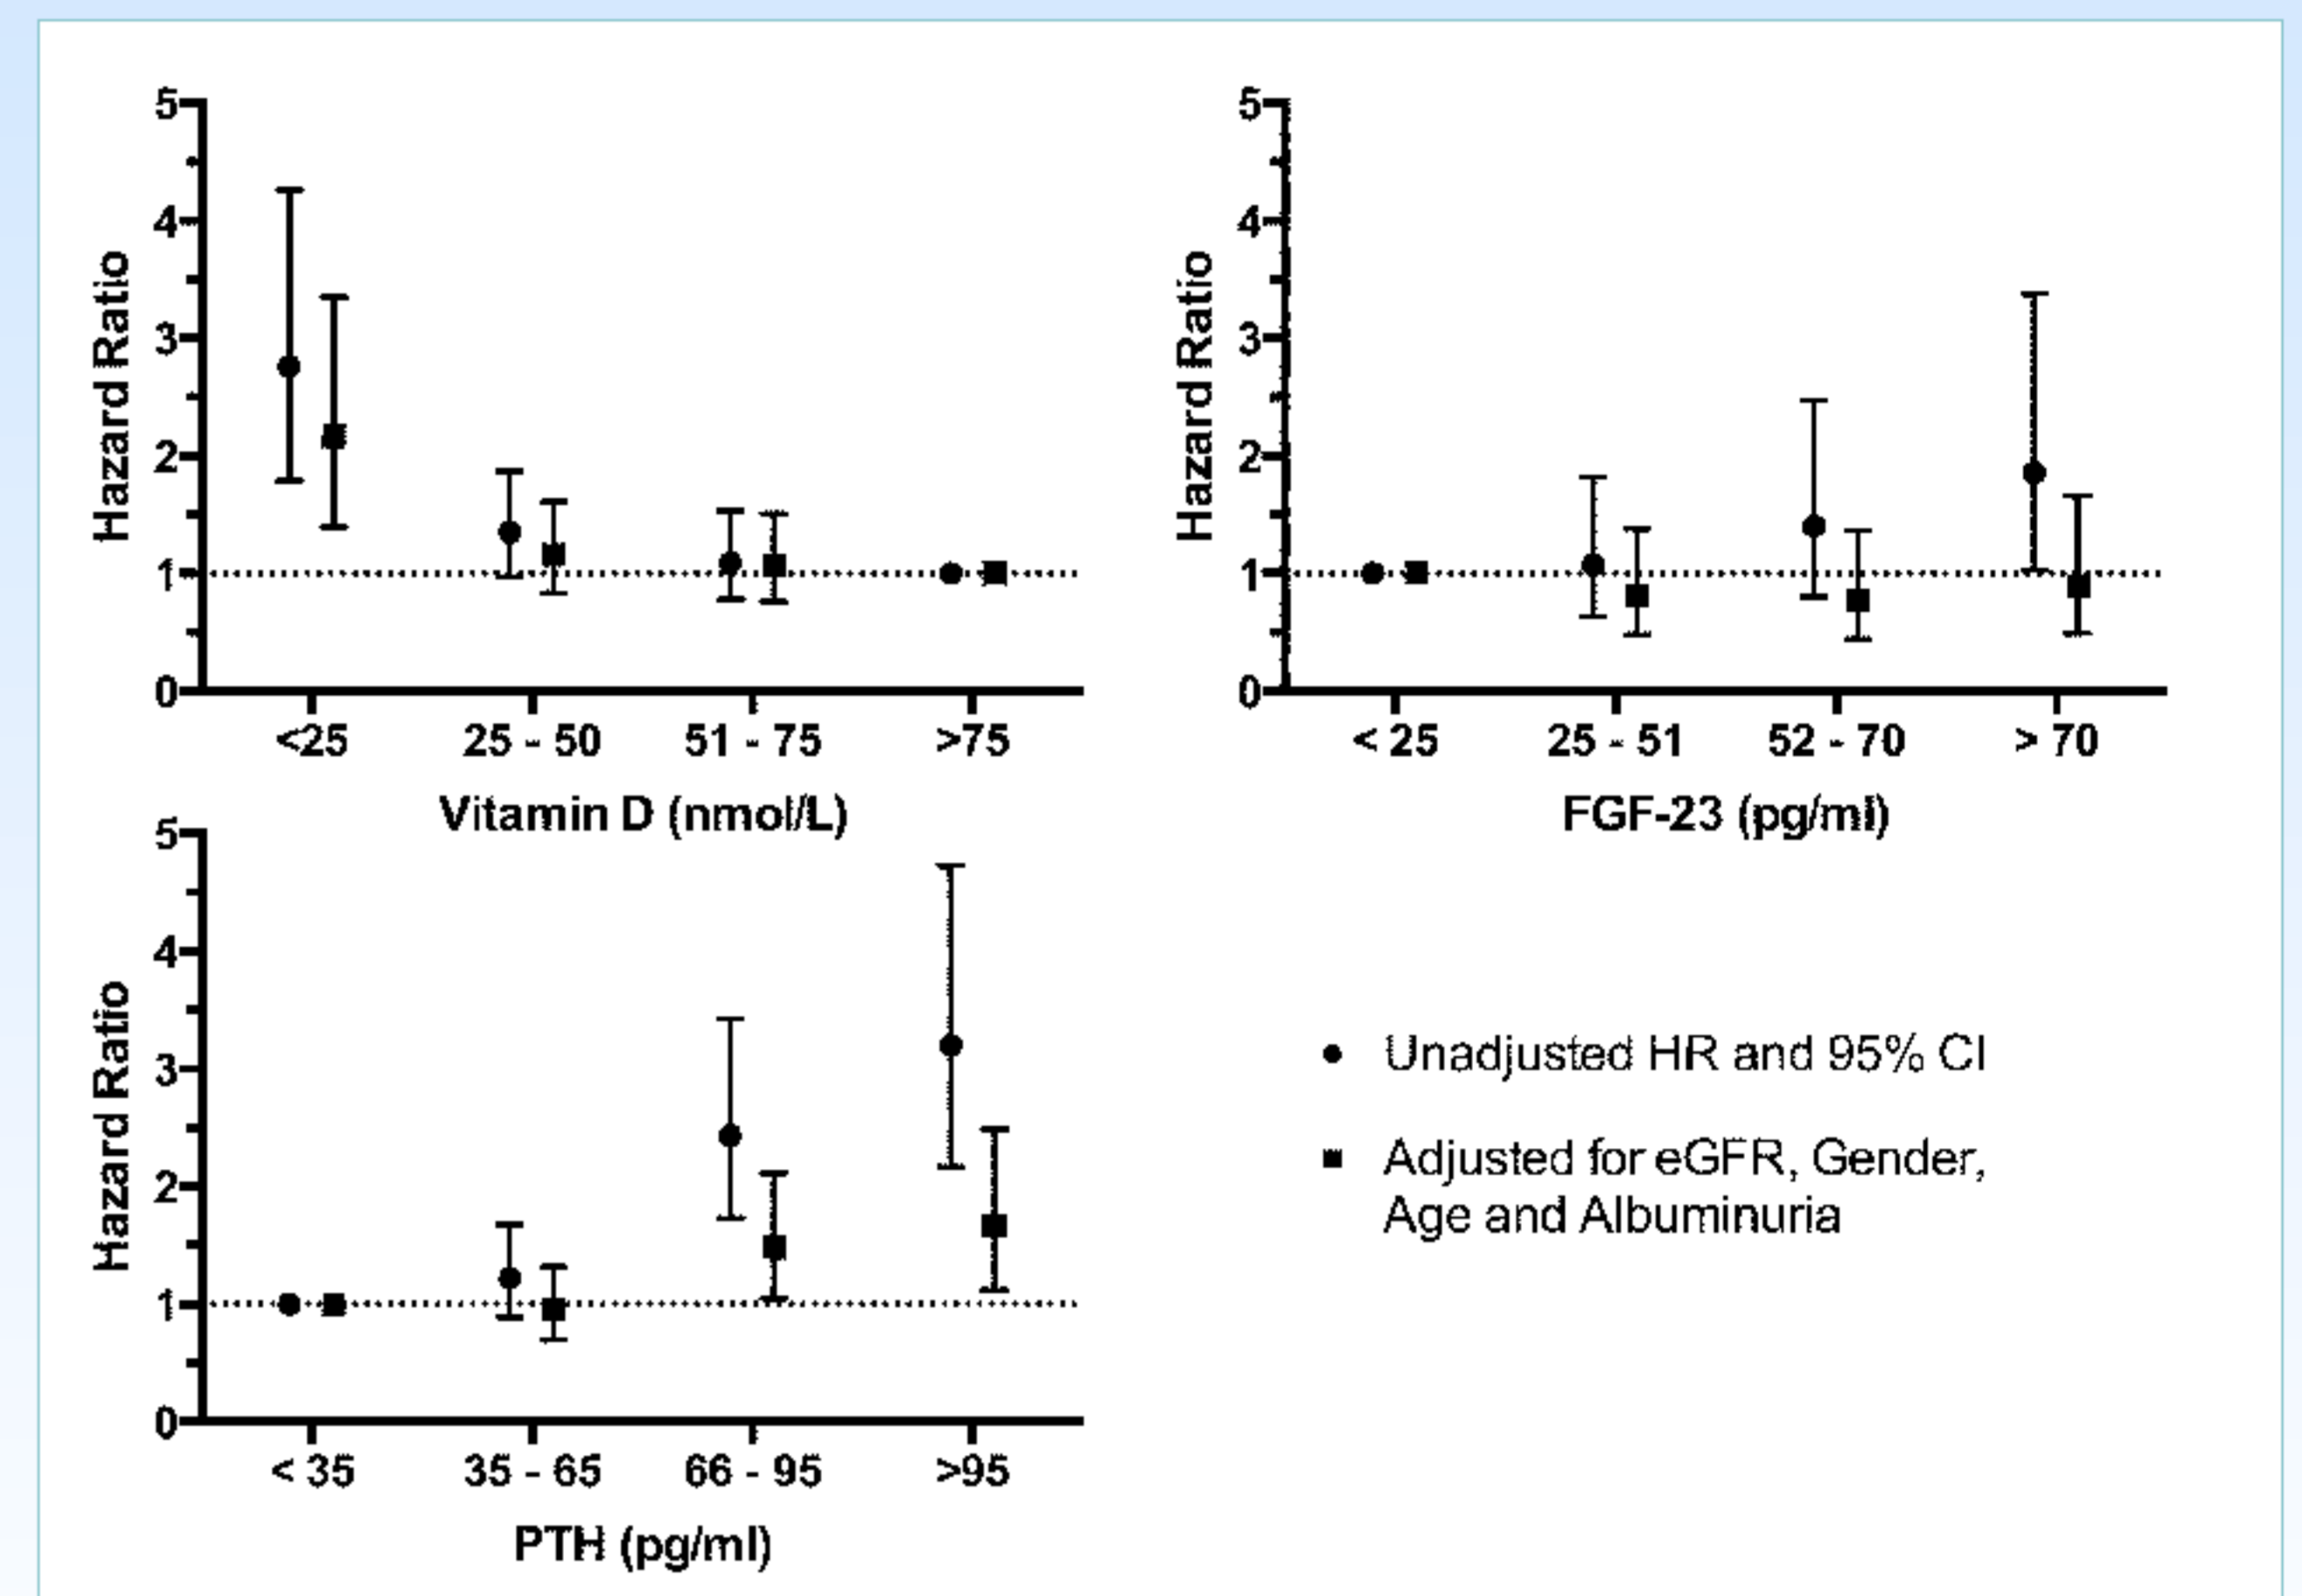 5
4
3
2
1
0
Hazard Ratio
<25
25 - 50
51 - 75
>75
Vitamin D (nmol/L)
5
4
3
2
1
0
Hazard Ratio
< 25
25 - 51
52 - 70
> 70
FGF-23 (pg/ml)
5
4
3
2
1
0
Hazard Ratio
< 35
35 - 65
66 - 95
>95
PTH (pg/ml)
Unadjusted HR and 95% CI
Adjusted for eGFR, Gender,
Age and Albuminuria